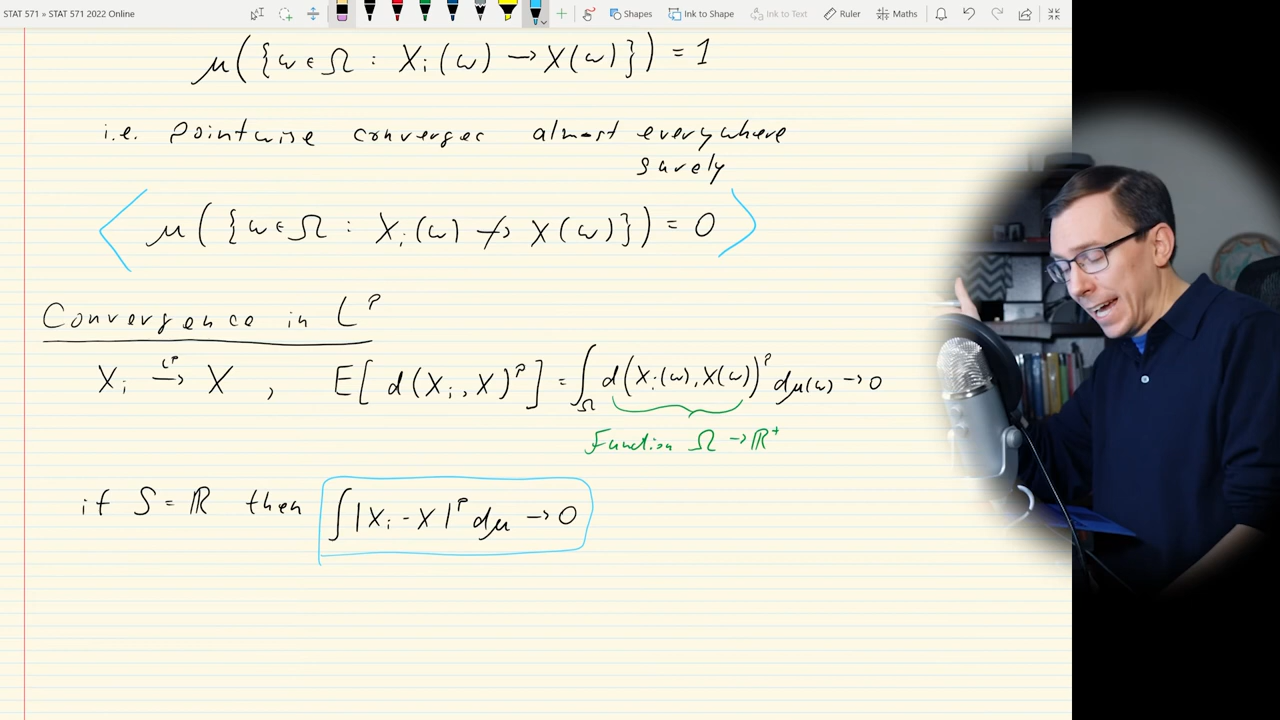 STAT 571 » STAT 571 2022 Online Shapes Ink to Shape Ink to Text Ruler Maths
μ({ω ∈ Ω : Xᵢ(ω) → X(ω)}) = 1
i.e. pointwise converges almost everywhere
surely
μ({ω ∈ Ω : Xᵢ(ω) ↛ X(ω)}) = 0
Convergence in Lᵖ
Xᵢ →^{Lᵖ} X , E[d(Xᵢ, X)ᵖ] = ∫_Ω d(Xᵢ(ω), X(ω))ᵖ dμ(ω) → 0
Function Ω → ℝ⁺
if S = ℝ then ∫|Xᵢ - X|ᵖ dμ → 0